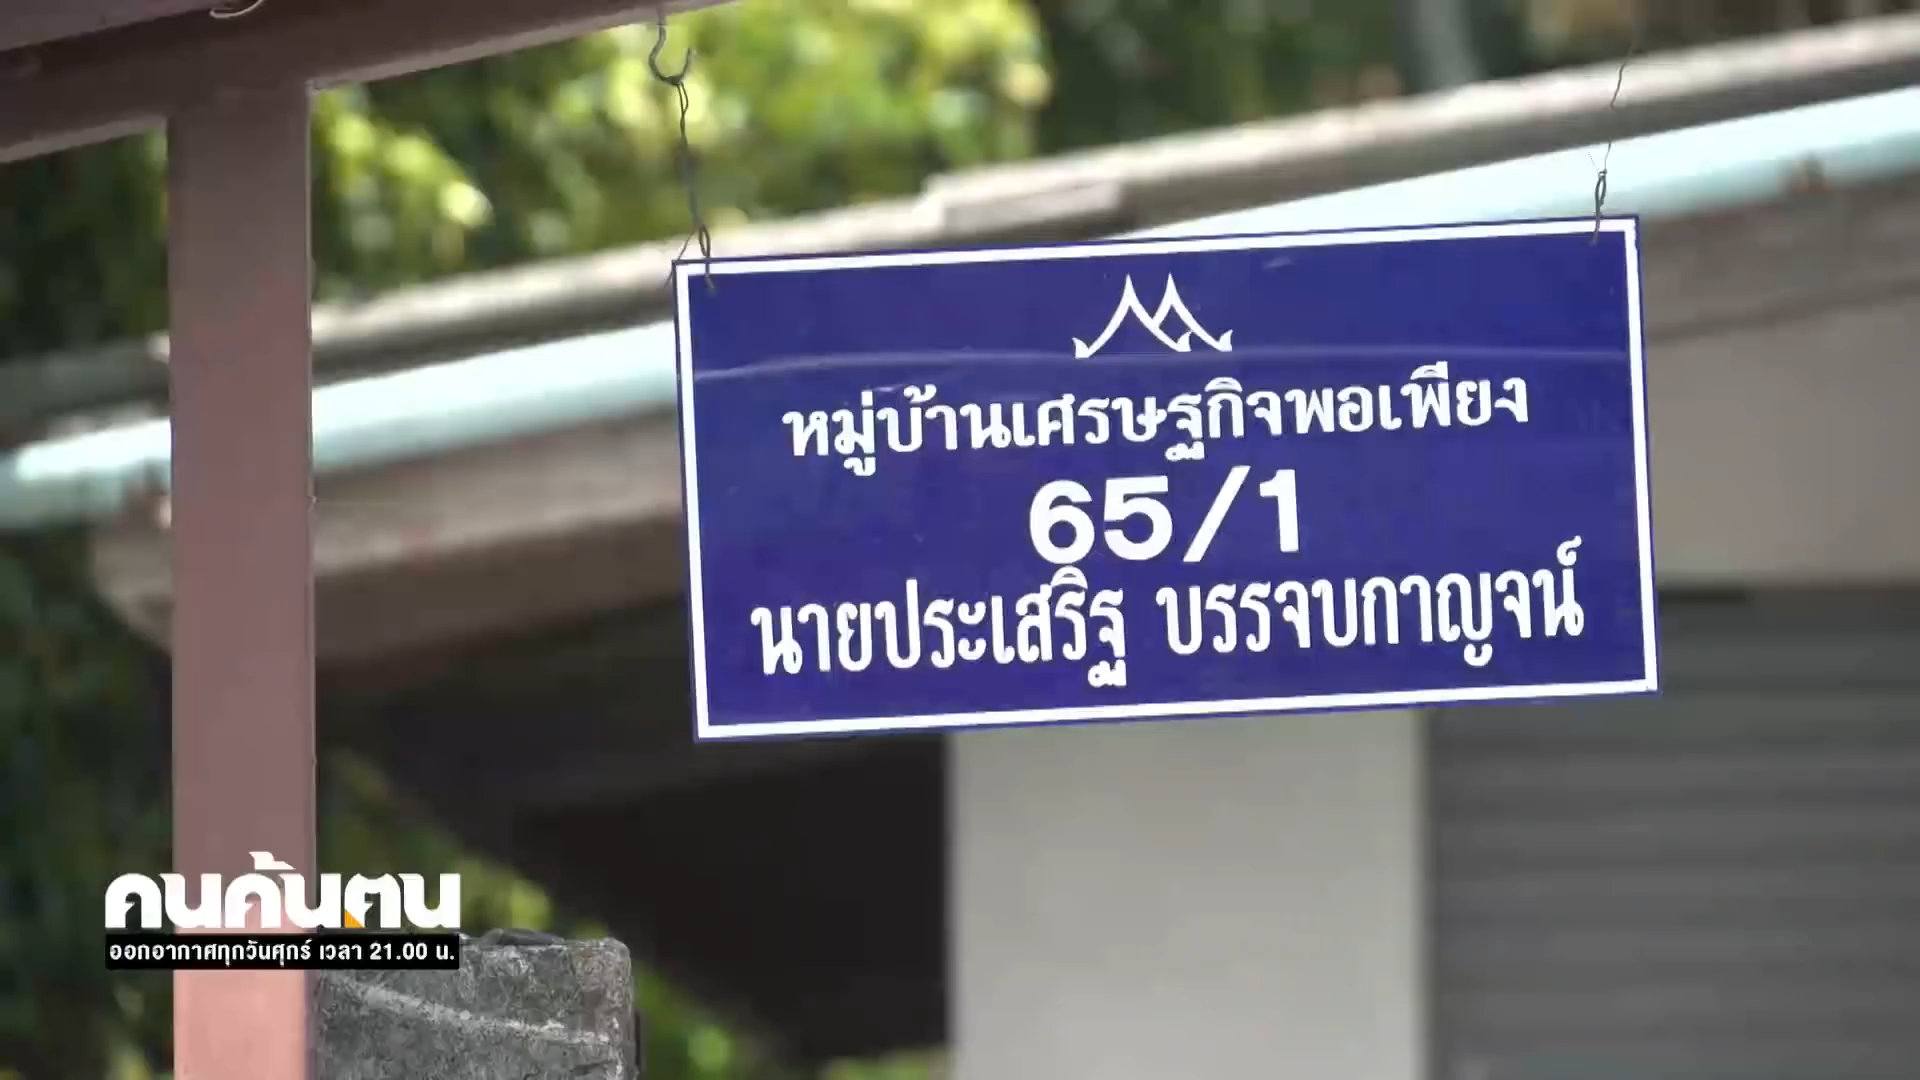 หมู่บ้านเศรษฐกิจพอเพียง
65/1
นายประเสริฐ บรรจบกาญจน์
คนค้นฅน
ออกอากาศทุกวันศุกร์ เวลา 21.00 น.